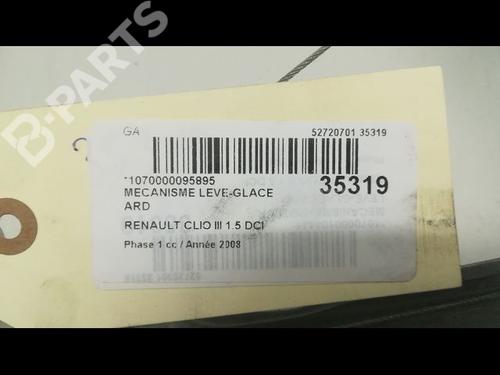 B-PARTS
GA
52720701 35319
*1070000095895
35319
MECANISME LEVE-GLACE
ARD
RENAULT CLIO III 1.5 DCI
Phase 1 cc / Année 2008